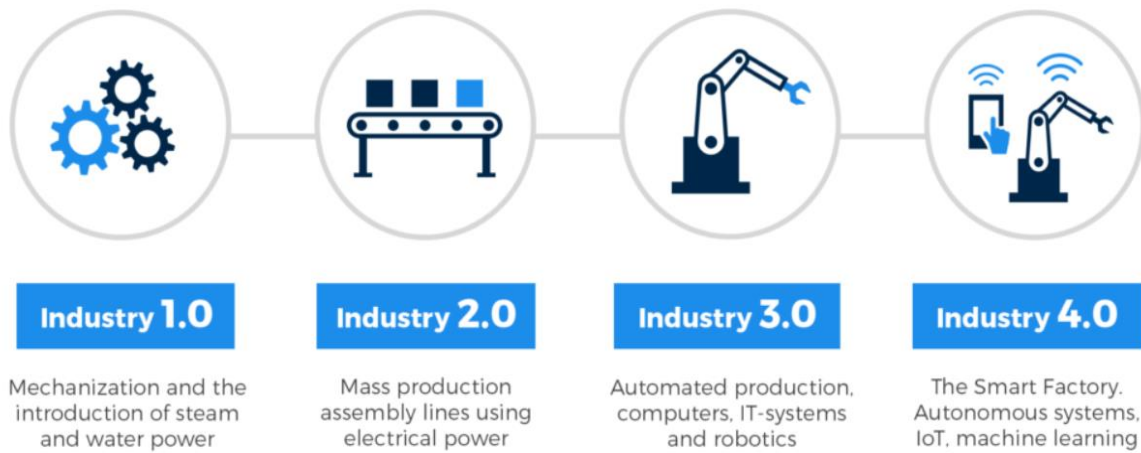 Industry 1.0
Mechanization and the
introduction of steam
and water power
Industry 2.0
Mass production
assembly lines using
electrical power
Industry 3.0
Automated production,
computers, IT-systems
and robotics
Industry 4.0
The Smart Factory.
Autonomous systems,
IoT, machine learning